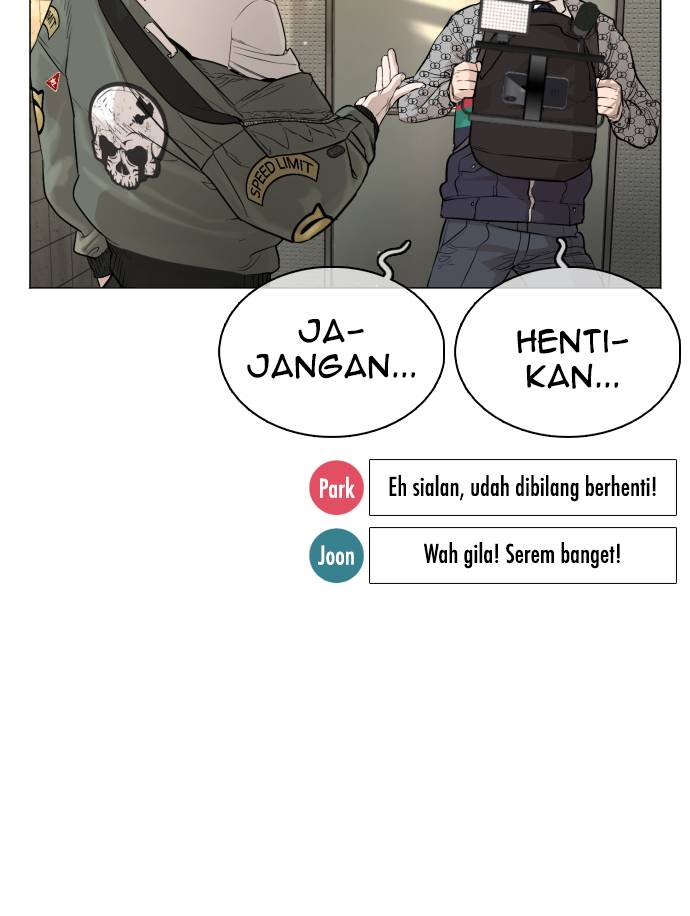 SPEED LIMIT
JA-
JANGAN...
HENTI-
KAN...
Park
Eh sialan, udah dibilang berhenti!
Joon
Wah gila! Serem banget!